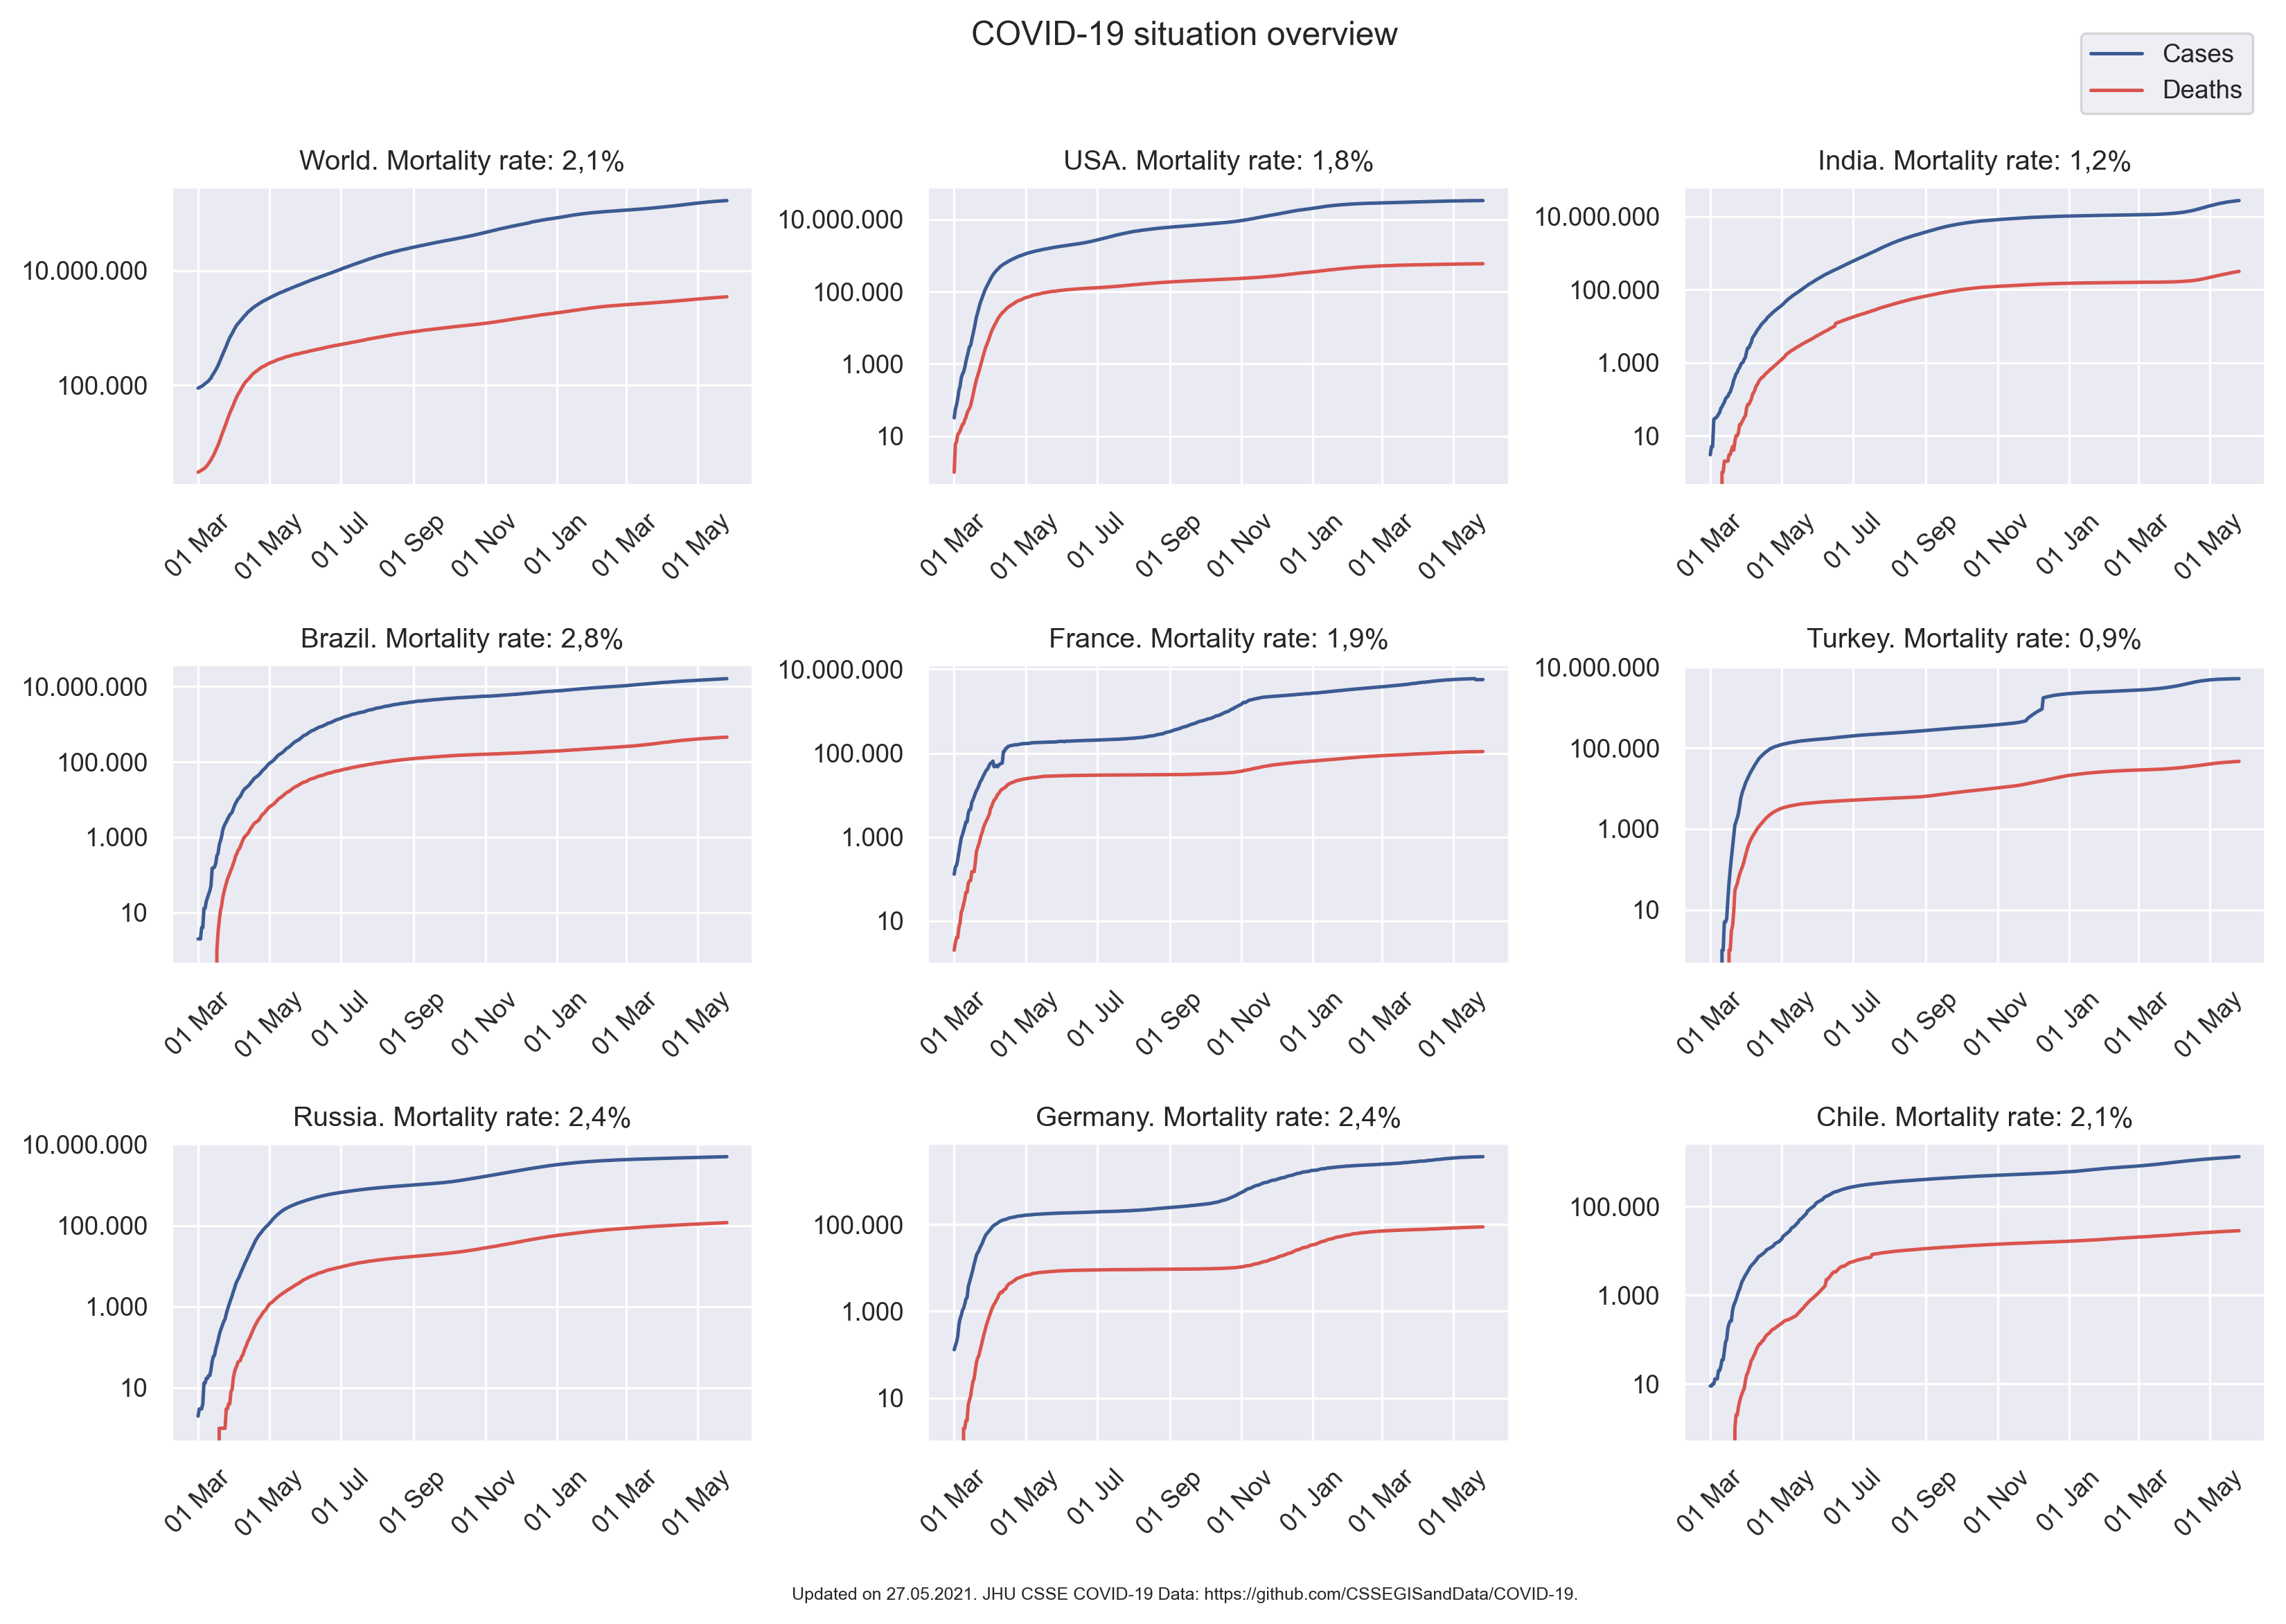 COVID-19 situation overview
Cases
Deaths
World. Mortality rate: 2,1%
10.000.000
100.000
01 Mar
01 May
01 Jul
01 Sep
01 Nov
01 Jan
01 Mar
01 May
USA. Mortality rate: 1,8%
10.000.000
100.000
1.000
10
01 Mar
01 May
01 Jul
01 Sep
01 Nov
01 Jan
01 Mar
01 May
India. Mortality rate: 1,2%
10.000.000
100.000
1.000
10
01 Mar
01 May
01 Jul
01 Sep
01 Nov
01 Jan
01 Mar
01 May
Brazil. Mortality rate: 2,8%
10.000.000
100.000
1.000
10
01 Mar
01 May
01 Jul
01 Sep
01 Nov
01 Jan
01 Mar
01 May
France. Mortality rate: 1,9%
10.000.000
100.000
1.000
10
01 Mar
01 May
01 Jul
01 Sep
01 Nov
01 Jan
01 Mar
01 May
Turkey. Mortality rate: 0,9%
10.000.000
100.000
1.000
10
01 Mar
01 May
01 Jul
01 Sep
01 Nov
01 Jan
01 Mar
01 May
Russia. Mortality rate: 2,4%
10.000.000
100.000
1.000
10
01 Mar
01 May
01 Jul
01 Sep
01 Nov
01 Jan
01 Mar
01 May
Germany. Mortality rate: 2,4%
100.000
1.000
10
01 Mar
01 May
01 Jul
01 Sep
01 Nov
01 Jan
01 Mar
01 May
Chile. Mortality rate: 2,1%
100.000
1.000
10
01 Mar
01 May
01 Jul
01 Sep
01 Nov
01 Jan
01 Mar
01 May
Updated on 27.05.2021. JHU CSSE COVID-19 Data: https://github.com/CSSEGISandData/COVID-19.